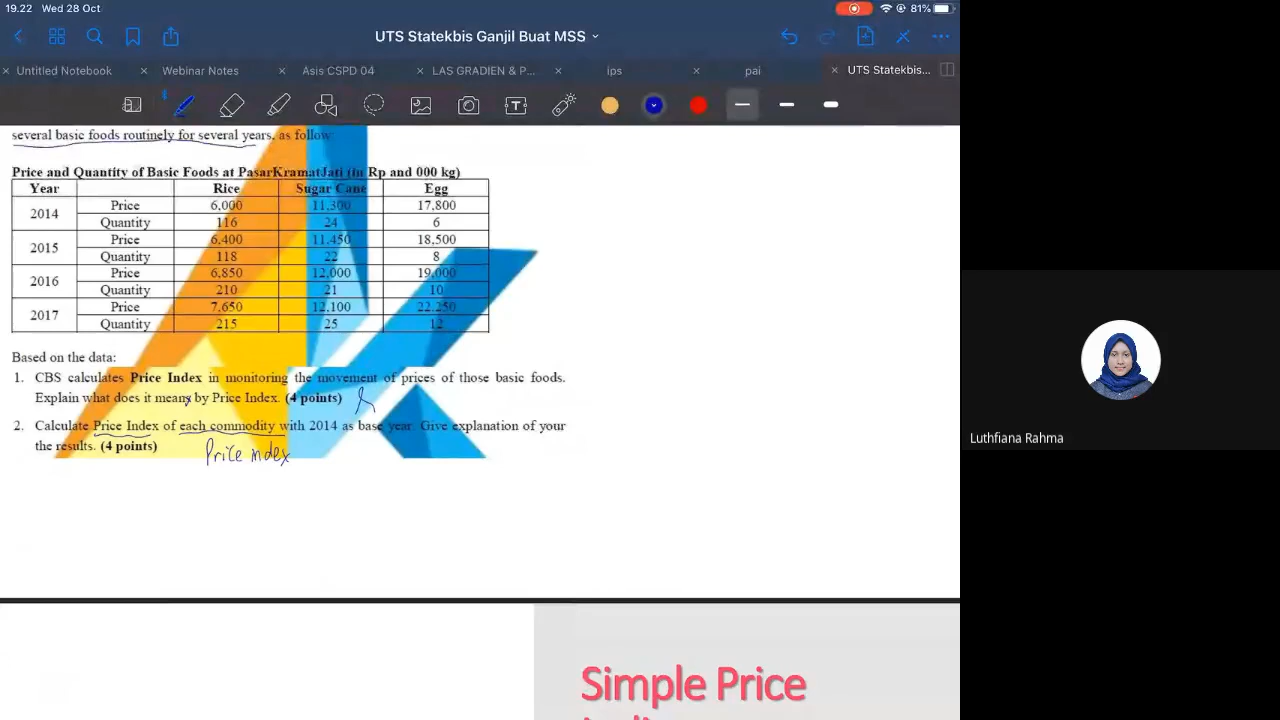 19.22 Wed 28 Oct
81%
UTS Statekbis Ganjil Buat MSS
Untitled Notebook
Webinar Notes
Asis CSPD 04
LAS GRADIEN & P...
ips
pai
UTS Statekbis...
several basic foods routinely for several years, as follow
Price and Quantity of Basic Foods at PasarKramatJati (In Rp and 000 kg)
Year Rice Sugar Cane Egg
2014 Price 6,000 11,300 17,800
Quantity 116 24 6
2015 Price 6,400 11,450 18,500
Quantity 118 22 8
2016 Price 6,850 12,000 19,000
Quantity 210 21 10
2017 Price 7,650 12,100 22,250
Quantity 215 25 12
Based on the data:
1. CBS calculates Price Index in monitoring the movement of prices of those basic foods.
Explain what does it mean by Price Index. (4 points)
2. Calculate Price Index of each commodity with 2014 as base year. Give explanation of your
the results. (4 points)
Price index
Simple Price
Luthfiana Rahma